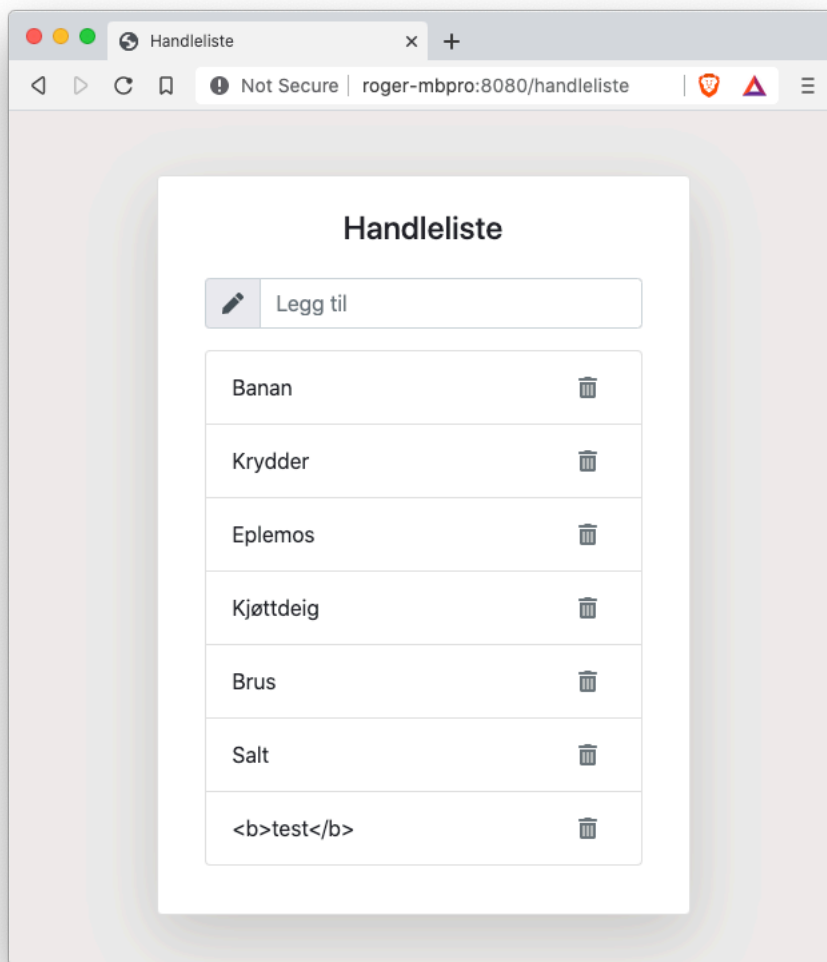 Handleliste
Not Secure roger-mbpro:8080/handleliste
Handleliste
Legg til
Banan
Krydder
Eplemos
Kjøttdeig
Brus
Salt
<b>test</b>